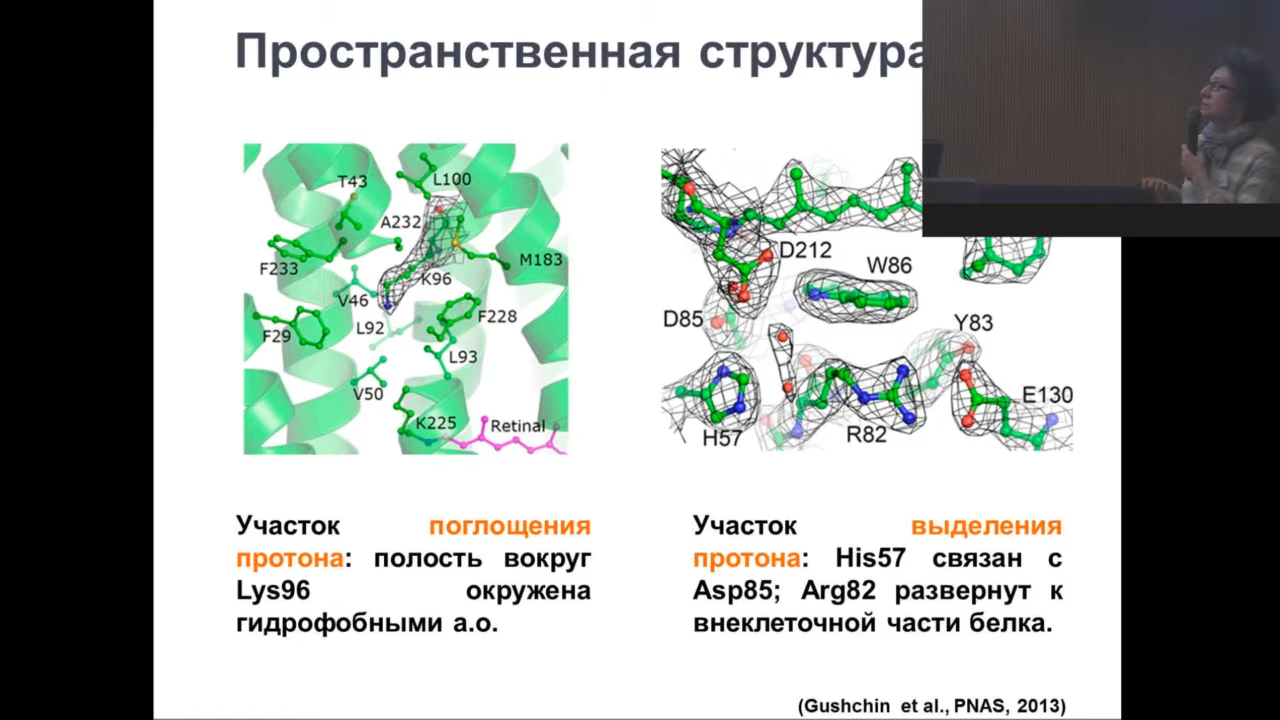 Пространственная структура
T43
L100
A232
F233
M183
K96
V46
L92
F228
F29
L93
V50
K225
Retinal
D212
W86
D85
Y83
E130
H57
R82
Участок поглощения
протона: полость вокруг
Lys96 окружена
гидрофобными а.о.
Участок выделения
протона: His57 связан с
Asp85; Arg82 развернут к
внеклеточной части белка.
(Gushchin et al., PNAS, 2013)